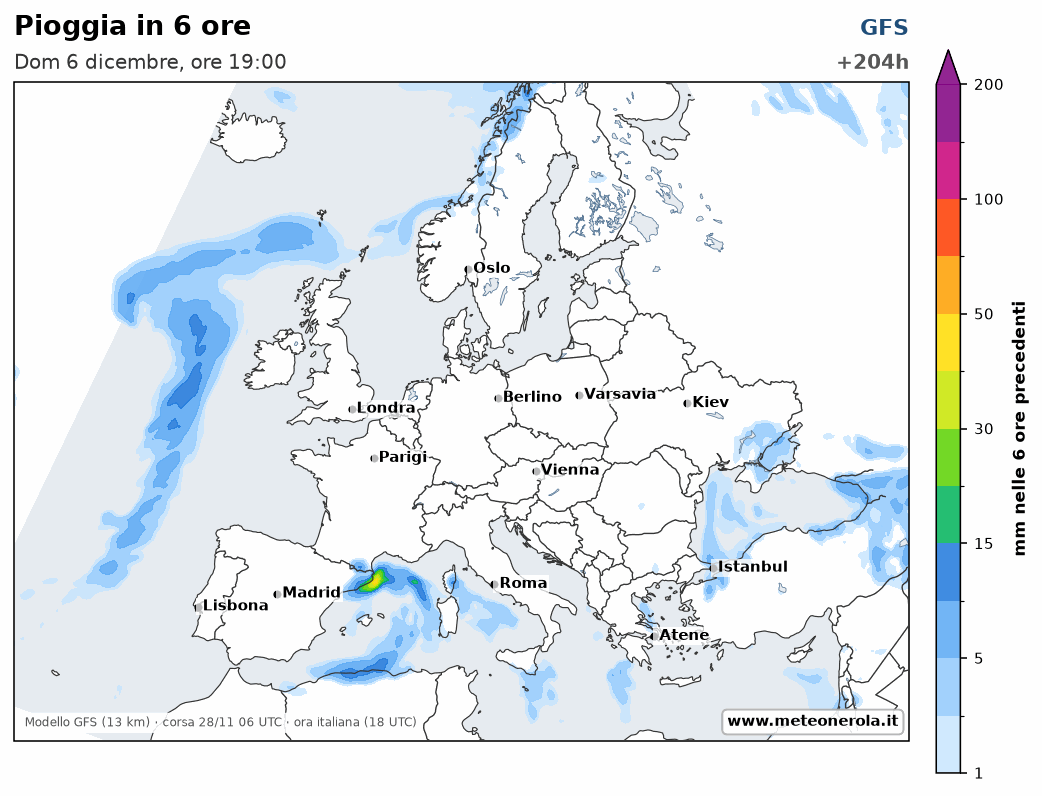 Pioggia in 6 ore
GFS
Dom 6 dicembre, ore 19:00
+204h
200
100
50
30
15
5
1
mm nelle 6 ore precedenti
Oslo
Berlino
Varsavia
Kiev
Londra
Parigi
Vienna
Istanbul
Roma
Madrid
Lisbona
Atene
Modello GFS (13 km) · corsa 28/11 06 UTC · ora italiana (18 UTC)
www.meteonerola.it